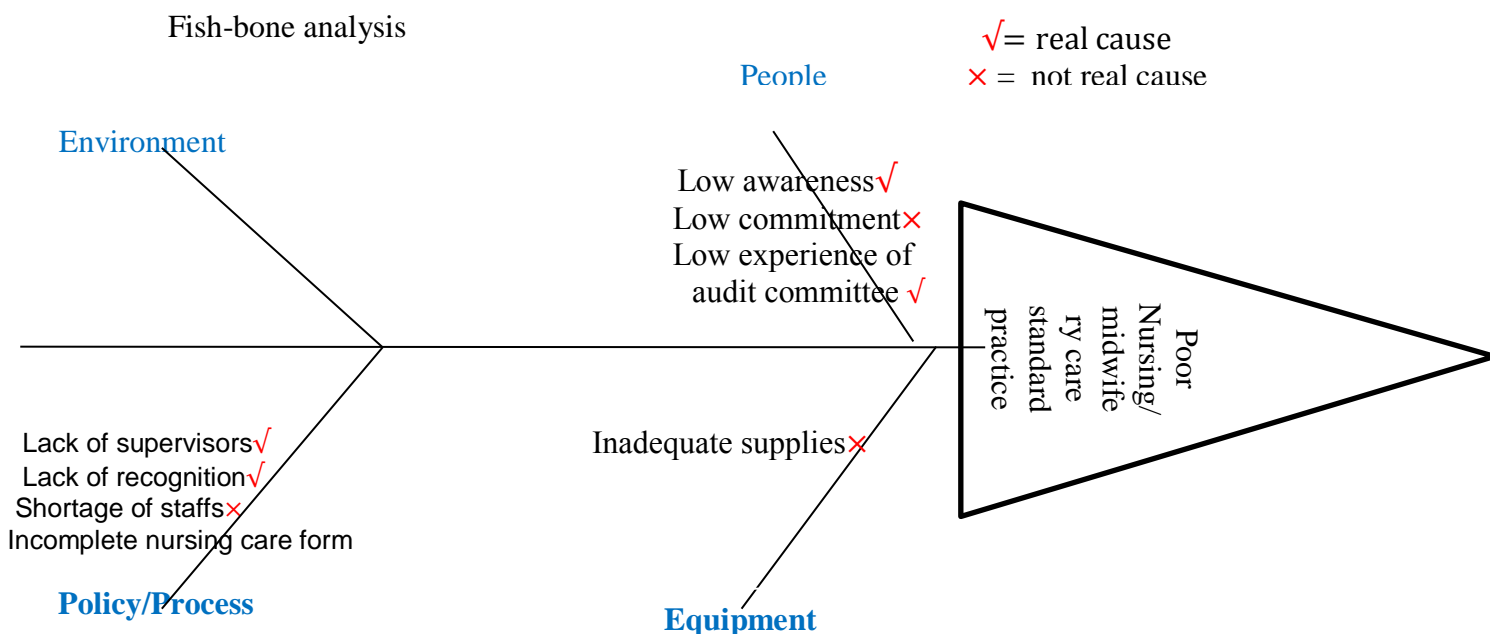 Fish-bone analysis
√= real cause
× = not real cause
People
Environment
Low awareness√
Low commitment×
Low experience of
audit committee √
Poor
Nursing/
midwife
ry care
standard
practice
Lack of supervisors√
Lack of recognition√
Shortage of staffs×
Incomplete nursing care form
Inadequate supplies×
Policy/Process
Equipment